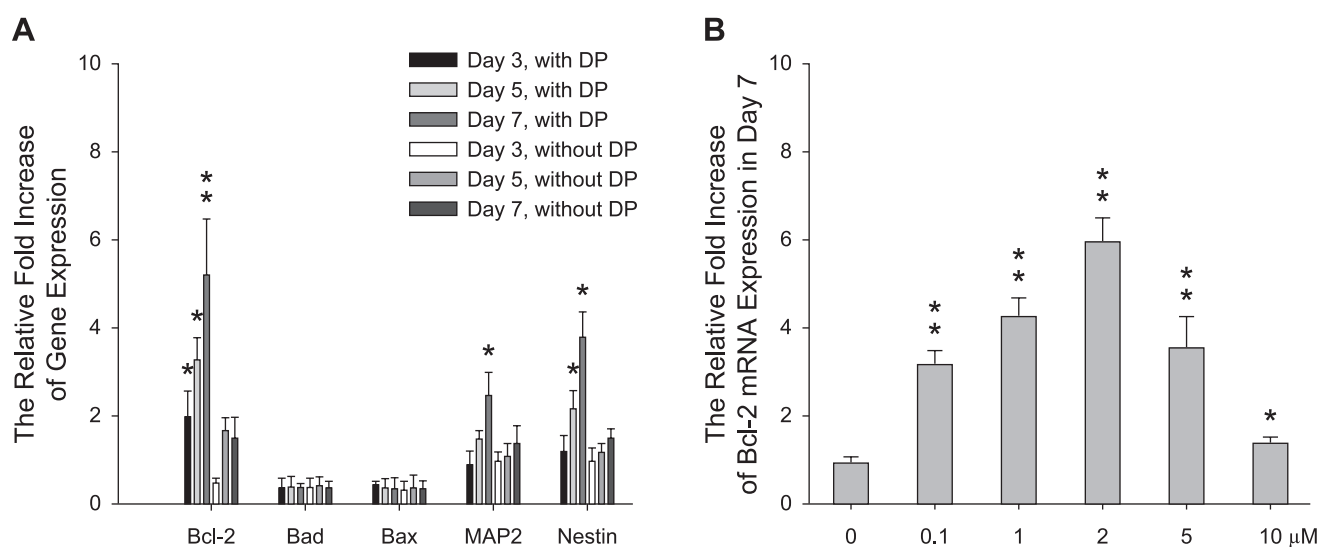 A
The Relative Fold Increase
of Gene Expression
10
8
6
4
2
0
Day 3, with DP
Day 5, with DP
Day 7, with DP
Day 3, without DP
Day 5, without DP
Day 7, without DP
*
*
*
*
*
*
*
*
Bcl-2 Bad Bax MAP2 Nestin
B
The Relative Fold Increase
of Bcl-2 mRNA Expression in Day 7
10
8
6
4
2
0
*
*
*
*
*
*
*
*
*
0 0.1 1 2 5 10 μM